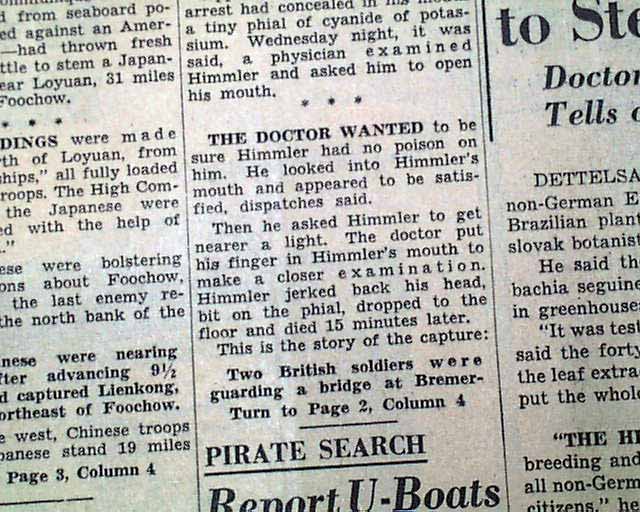 d from seaboard po-
ed against an Amer-
—had thrown fresh
ttle to stem a Japan-
ear Loyuan, 31 miles
Foochow.
* * *
DINGS were made
th of Loyuan, from
ships," all fully loaded
roops. The High Com-
the Japanese were
ed with the help of
."
ese were bolstering
ons about Foochow,
the last enemy re-
the north bank of the
inese were nearing
fter advancing 9½
d captured Lienkong,
ortheast of Foochow.
e west, Chinese troops
panese stand 19 miles
Page 3, Column 4
arrest had concealed in his mouth
a tiny phial of cyanide of potas-
sium. Wednesday night, it was
said, a physician examined
Himmler and asked him to open
his mouth.
* * *
THE DOCTOR WANTED to be
sure Himmler had no poison on
him. He looked into Himmler's
mouth and appeared to be satis-
fied, dispatches said.
Then he asked Himmler to get
nearer a light. The doctor put
his finger in Himmler's mouth to
make a closer examination.
Himmler jerked back his head,
bit on the phial, dropped to the
floor and died 15 minutes later.
This is the story of the capture:
Two British soldiers were
guarding a bridge at Bremer-
Turn to Page 2, Column 4
PIRATE SEARCH
Report U-Boats
to Ste
Doctor
Tells o
DETTELSA
non-German E
Brazilian plan
slovak botanist
He said th
bachia seguine
in greenhouse
"It was test
said the forty
the leaf extra
put the whol
"THE HI
breeding and
all non-Germ
citizens," he